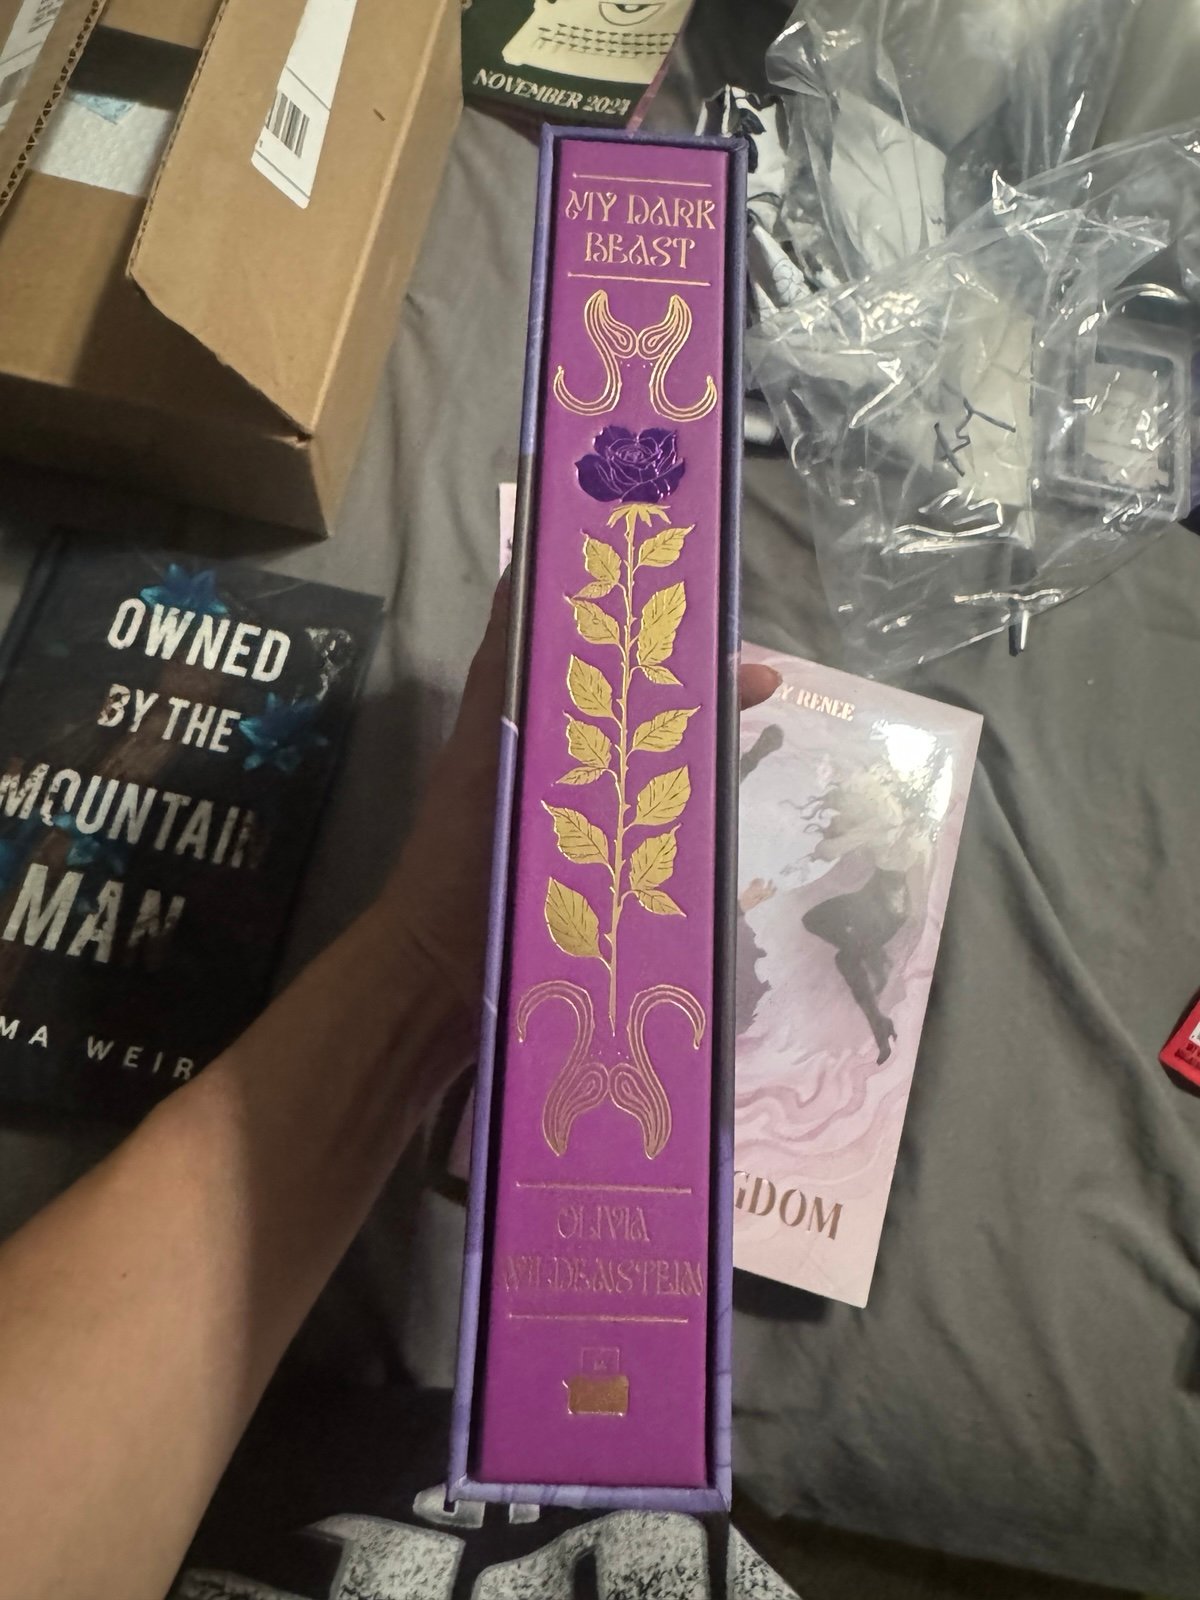 NOVEMBER 2024
MY DARK
BEAST
OLIVIA
WILDENSTEIN
OWNED
BY THE
MOUNTAIN
MAN
MA WEIR
Y RENEE
GDOM